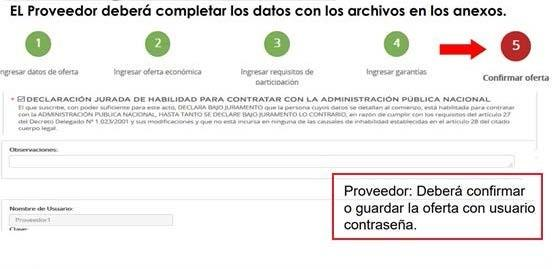 EL Proveedor deberá completar los datos con los archivos en los anexos.
1 2 3 4 5
ngresar datos de oferta Ingresar oferta económica Ingresar requisitos de Ingresar garantías Confirmar oferta
participación
* DECLARACIÓN JURADA DE HABILIDAD PARA CONTRATAR CON LA ADMINISTRACIÓN PÚBLICA NACIONAL
El que suscribe, con poder suficiente para este acto, DECLARA BAJO JURAMENTO que la persona cuyos datos se detallan al comienzo, está habilitada para contratar
con la ADMINISTRACIÓN PÚBLICA NACIONAL, HASTA TANTO SE DECLARE BAJO JURAMENTO LO CONTRARIO, en razón de cumplir con los requisitos del artículo 27
del Decreto Delegado Nº 1.023/2001 y sus modificaciones y que no está incursa en ninguna de las causales de inhabilidad establecidas en el artículo 28 del citado
cuerpo legal.
Observaciones:
Proveedor: Deberá confirmar
o guardar la oferta con usuario
contraseña.
Nombre de Usuario:
Proveedor1
Clave: